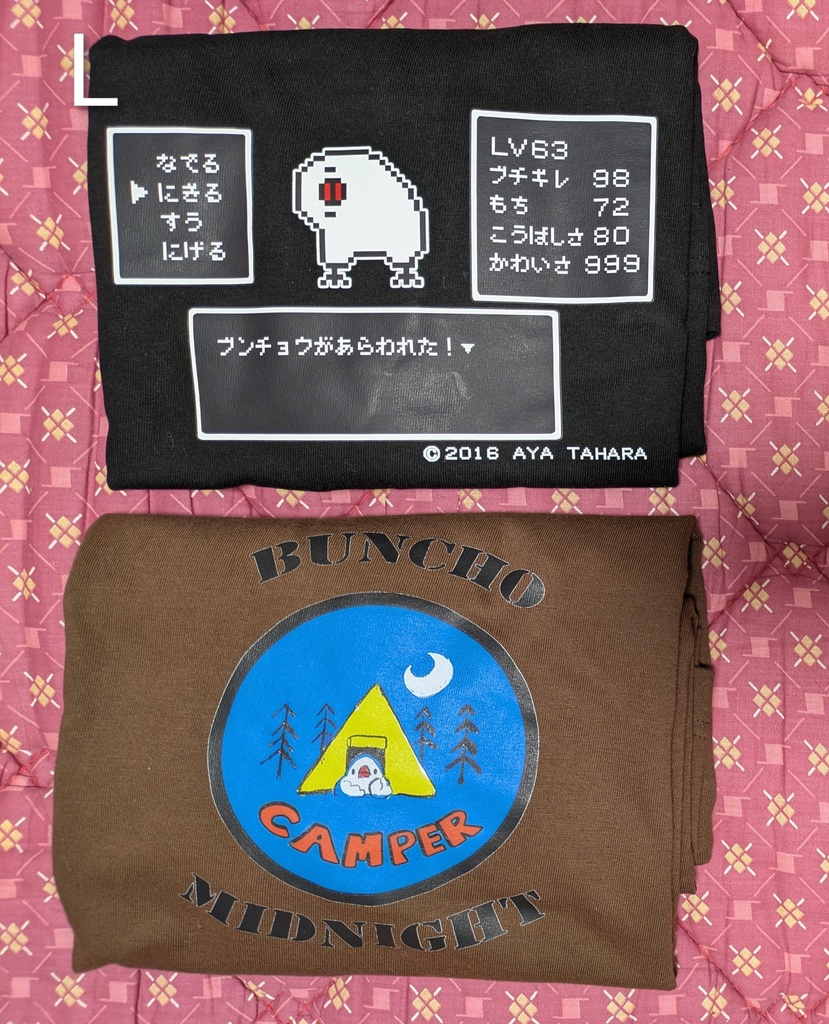 L
なでる
にぎる
すう
にげる
LV63
ブチギレ 98
もち 72
こうばしさ 80
かわいさ 999
ブンチョウがあらわれた！▼
©2016 AYA TAHARA
BUNCHO
CAMPER
MIDNIGHT